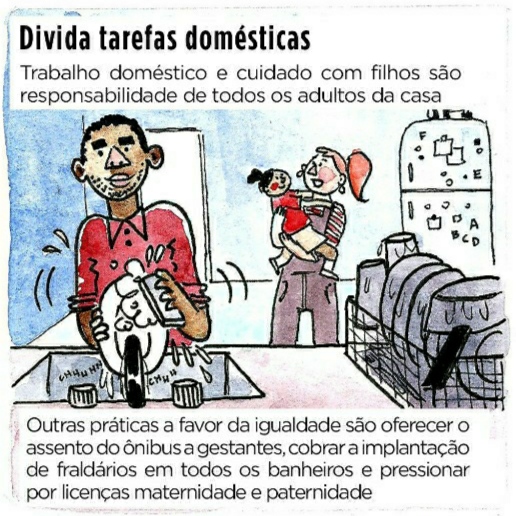 Divida tarefas domésticas
Trabalho doméstico e cuidado com filhos são
responsabilidade de todos os adultos da casa
F
E
A
B C D
CHHUHH
CHHH
Outras práticas a favor da igualdade são oferecer o
assento do ônibus a gestantes, cobrar a implantação
de fraldários em todos os banheiros e pressionar
por licenças maternidade e paternidade